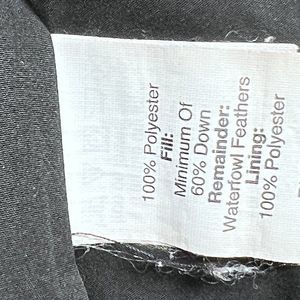 100% Polyester
Fill:
Minimum Of
60% Down
Remainder:
Waterfowl Feathers
Lining:
100% Polyester